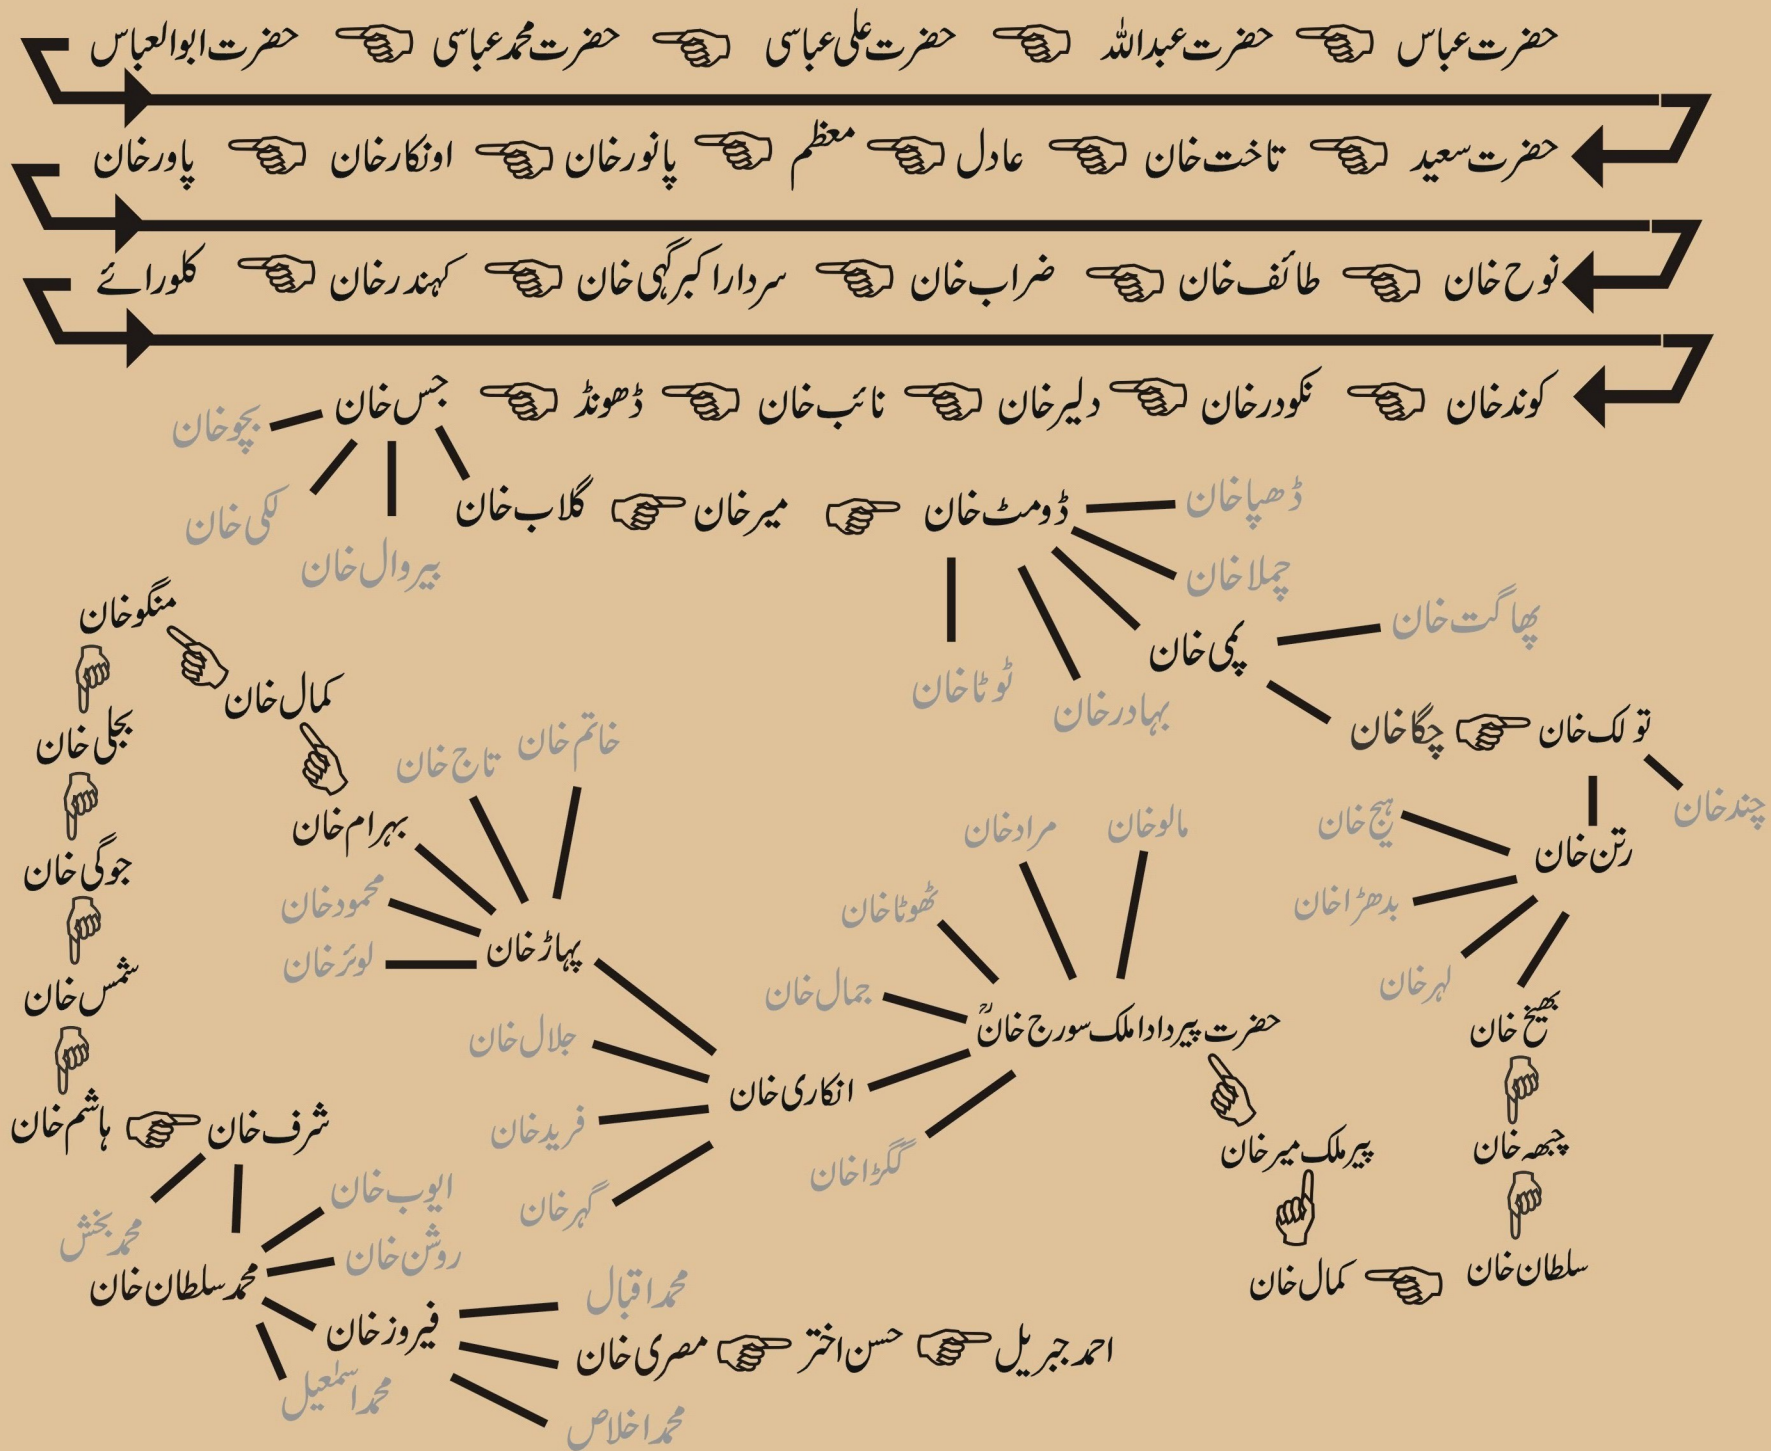 حضرت عباس حضرت عبداللہ حضرت علی عباسی حضرت محمد عباسی حضرت ابوالعباس
حضرت سعید تاخت خان عادل معظم پانور خان اونکار خان پاور خان
نوح خان طائف خان ضراب خان سردار اکبر گہی خان کہندر خان کلورائے
کوند خان نکودر خان دلیر خان نائب خان ڈھونڈ جس خان
بچو خان
لکی خان
بیروال خان
گلاب خان میر خان ڈومٹ خان
ڈھپا خان
چملا خان
پمی خان
بہادر خان
ٹوٹا خان
پھاگت خان
چگا خان تولک خان
چند خان
رتن خان
ہیج خان
بدھڑا خان
لہر خان
بھیخ خان
چبھہ خان
سلطان خان کمال خان
پیر ملک میر خان
حضرت پیر دادا ملک سورج خانؒ
مالو خان
مراد خان
ٹھوٹا خان
جمال خان
گگڑا خان
انکاری خان
جلال خان
فرید خان
گہر خان
پہاڑ خان
خاتم خان
تاج خان
محمود خان
لوئر خان
بہرام خان
کمال خان
منگو خان
بجلی خان
جوگی خان
شمس خان
ہاشم خان شرف خان
محمد بخش
محمد سلطان خان
ایوب خان
روشن خان
محمد اسمٰعیل
فیروز خان
محمد اقبال
مصری خان حسن اختر احمد جبریل
محمد اخلاص